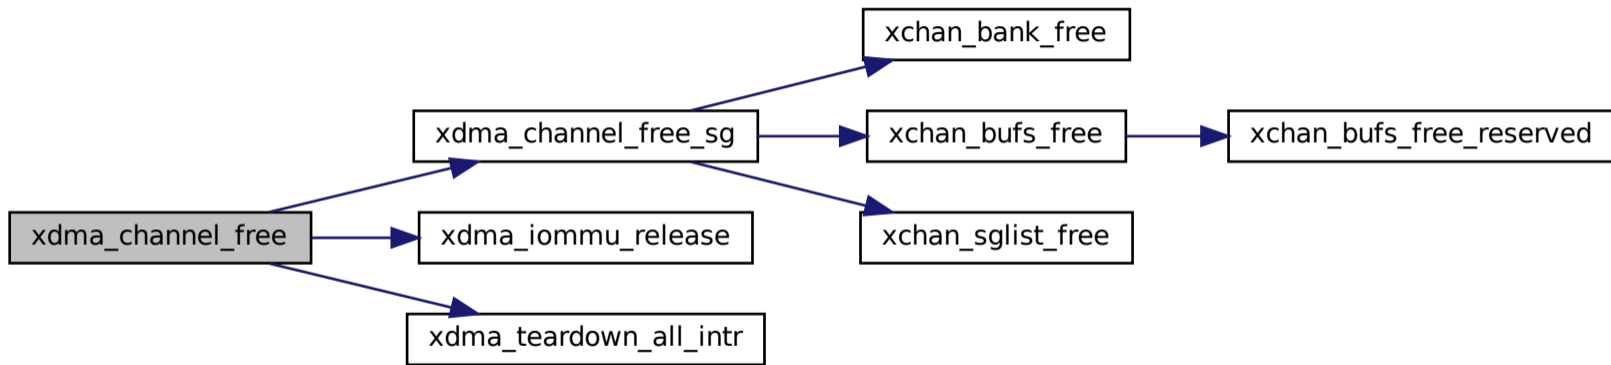 xchan_bank_free
xdma_channel_free_sg
xchan_bufs_free
xchan_bufs_free_reserved
xdma_channel_free
xdma_iommu_release
xchan_sglist_free
xdma_teardown_all_intr